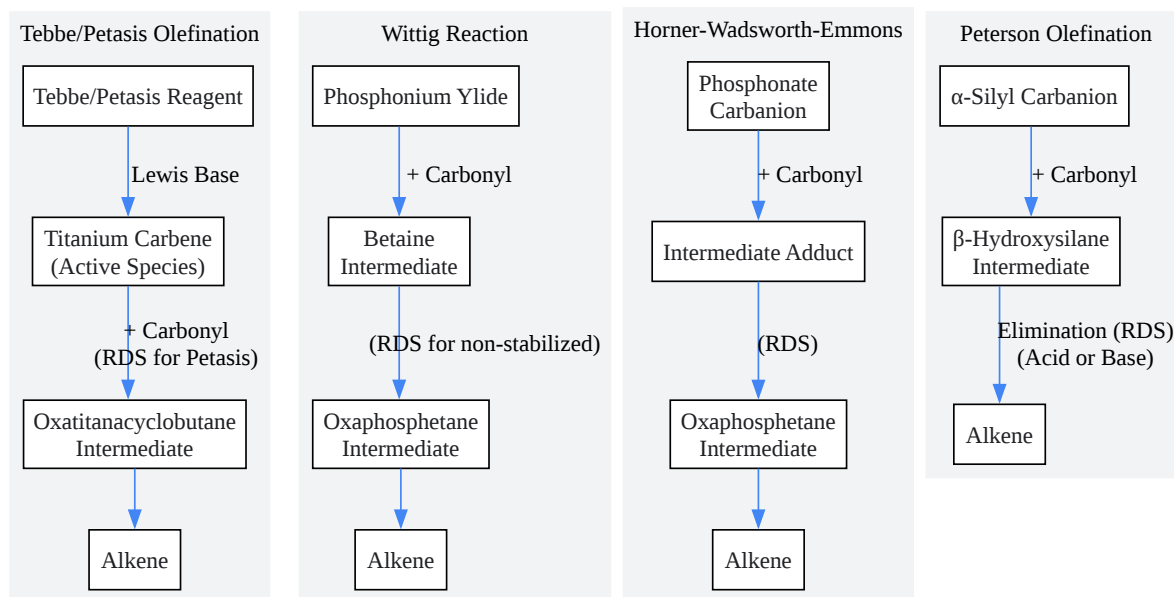 Tebbe/Petasis Olefination
Tebbe/Petasis Reagent
Lewis Base
Titanium Carbene
(Active Species)
+ Carbonyl
(RDS for Petasis)
Oxatitanacyclobutane
Intermediate
Alkene
Wittig Reaction
Phosphonium Ylide
+ Carbonyl
Betaine
Intermediate
(RDS for non-stabilized)
Oxaphosphetane
Intermediate
Alkene
Horner-Wadsworth-Emmons
Phosphonate
Carbanion
+ Carbonyl
Intermediate Adduct
(RDS)
Oxaphosphetane
Intermediate
Alkene
Peterson Olefination
α-Silyl Carbanion
+ Carbonyl
β-Hydroxysilane
Intermediate
Elimination (RDS)
(Acid or Base)
Alkene